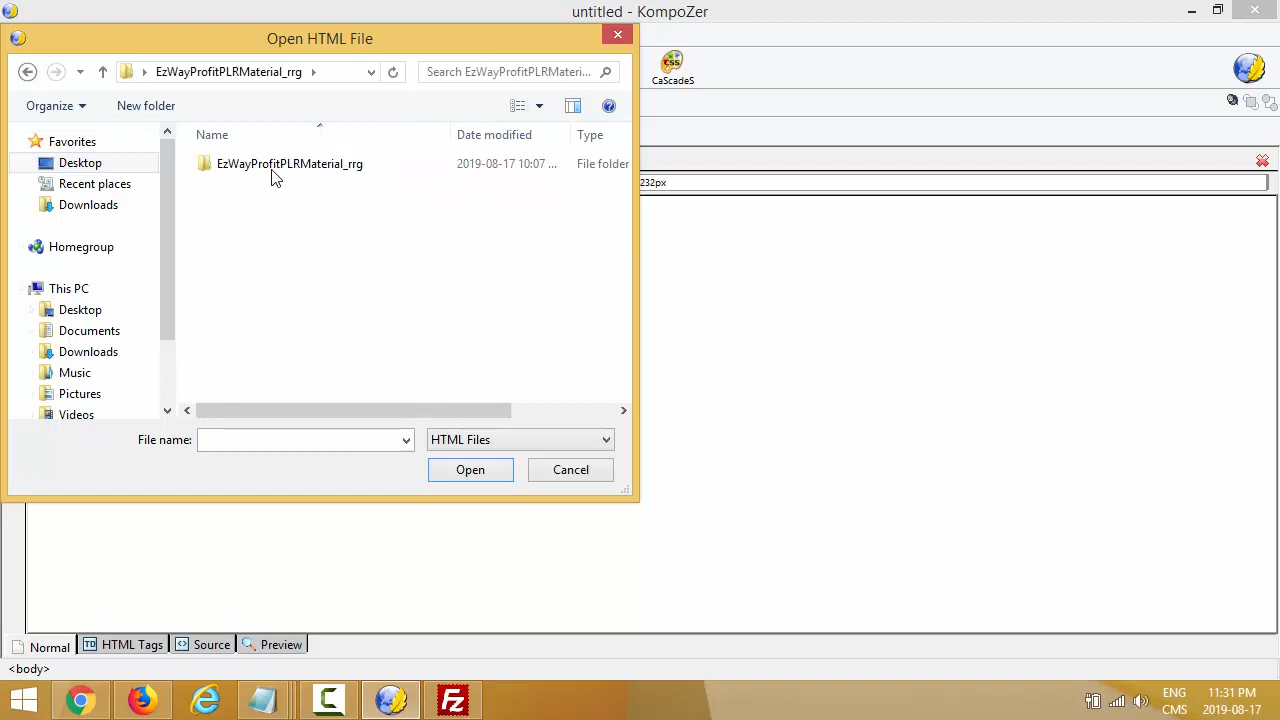 untitled - KompoZer
Open HTML File
EzWayProfitPLRMaterial_rrg
Search EzWayProfitPLRMateri...
CaScadeS
Organize
New folder
Name
Date modified
Type
Favorites
Desktop
Recent places
Downloads
Homegroup
This PC
Desktop
Documents
Downloads
Music
Pictures
Videos
EzWayProfitPLRMaterial_rrg
2019-08-17 10:07 ...
File folder
232px
File name:
HTML Files
Open
Cancel
Normal
HTML Tags
Source
Preview
<body>
ENG
CMS
11:31 PM
2019-08-17